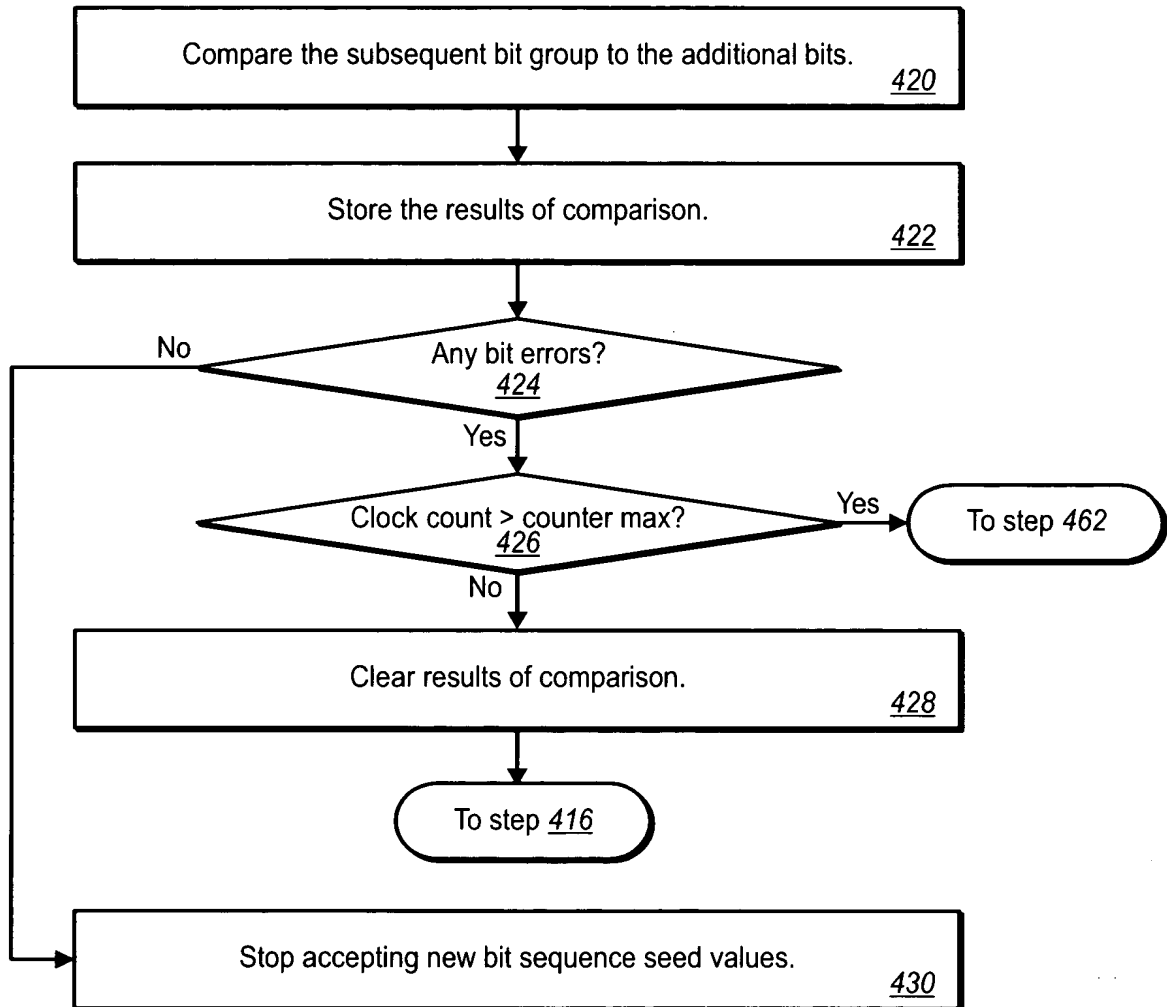 Compare the subsequent bit group to the additional bits.
420
Store the results of comparison.
422
No
Any bit errors?
424
Yes
Clock count > counter max?
426
Yes
To step 462
No
Clear results of comparison.
428
To step 416
Stop accepting new bit sequence seed values.
430